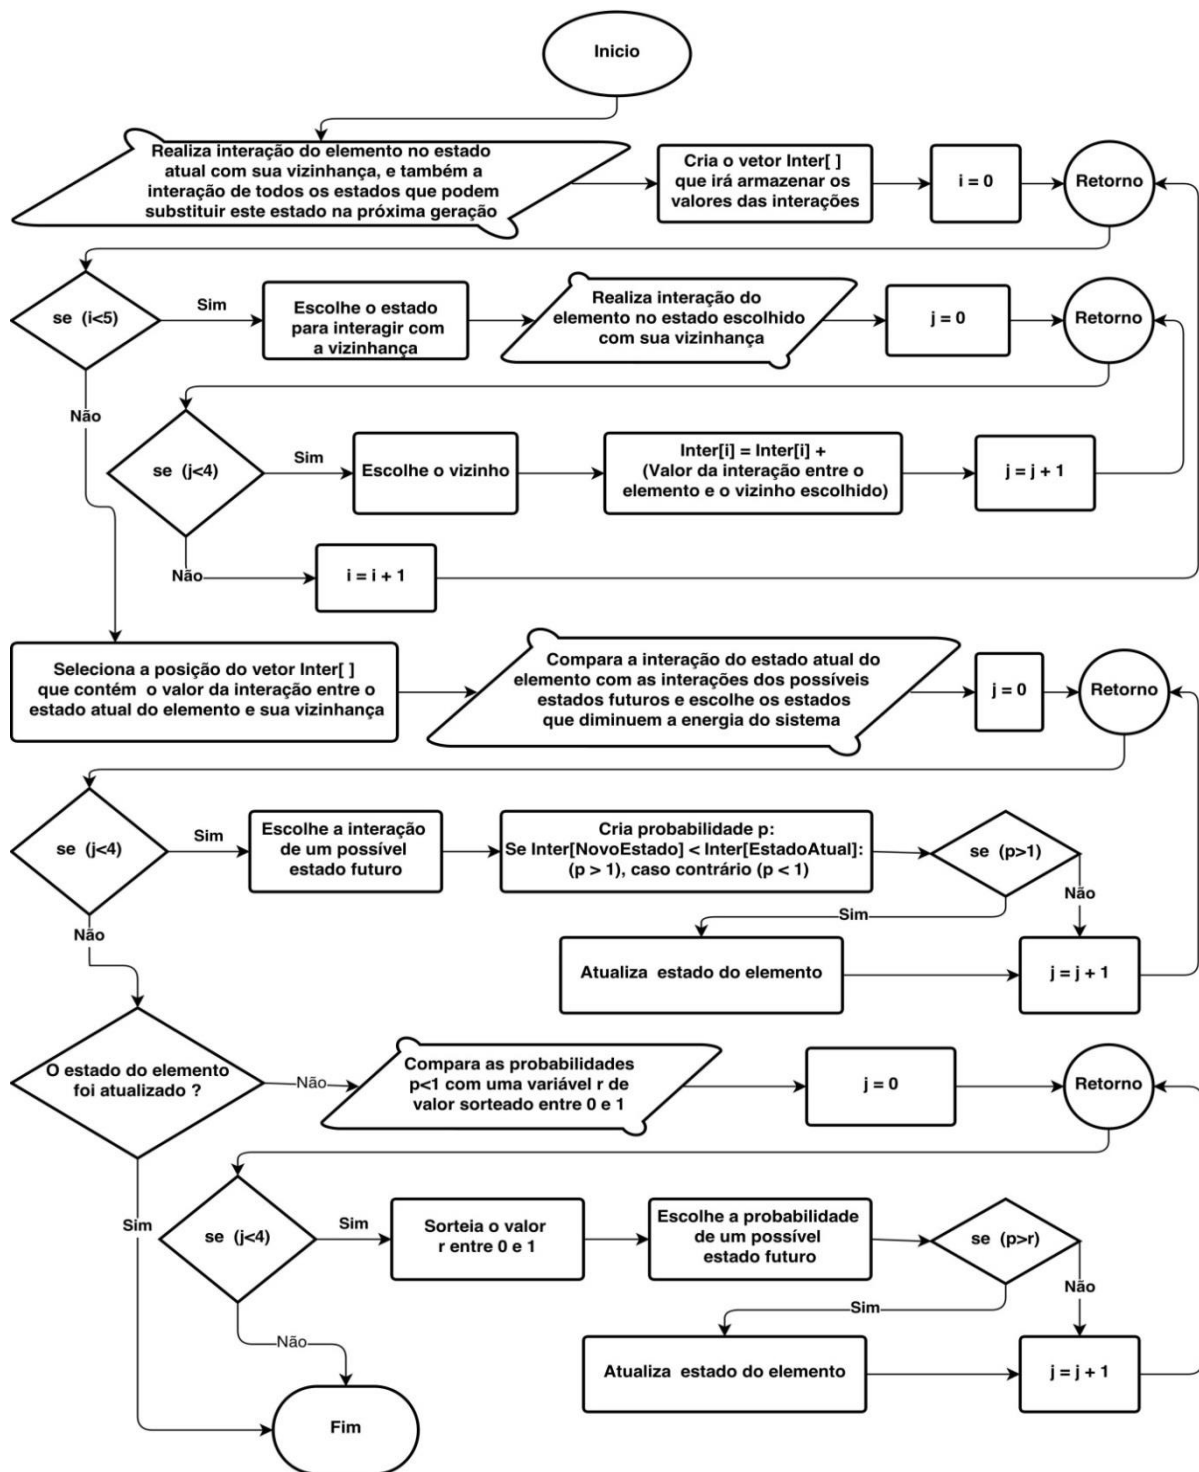 Inicio
Realiza interação do elemento no estado
atual com sua vizinhança, e também a
interação de todos os estados que podem
substituir este estado na próxima geração
Cria o vetor Inter[ ]
que irá armazenar os
valores das interações
i = 0
Retorno
se (i<5)
Sim
Escolhe o estado
para interagir com
a vizinhança
Realiza interação do
elemento no estado escolhido
com sua vizinhança
j = 0
Retorno
Não
se (j<4)
Sim
Escolhe o vizinho
Inter[i] = Inter[i] +
(Valor da interação entre o
elemento e o vizinho escolhido)
j = j + 1
Não
i = i + 1
Seleciona a posição do vetor Inter[ ]
que contém o valor da interação entre o
estado atual do elemento e sua vizinhança
Compara a interação do estado atual do
elemento com as interações dos possíveis
estados futuros e escolhe os estados
que diminuem a energia do sistema
j = 0
Retorno
se (j<4)
Sim
Escolhe a interação
de um possível
estado futuro
Cria probabilidade p:
Se Inter[NovoEstado] < Inter[EstadoAtual]:
(p > 1), caso contrário (p < 1)
se (p>1)
Não
Sim
Não
Atualiza estado do elemento
j = j + 1
O estado do elemento
foi atualizado ?
Não
Compara as probabilidades
p<1 com uma variável r de
valor sorteado entre 0 e 1
j = 0
Retorno
Sim
se (j<4)
Sim
Sorteia o valor
r entre 0 e 1
Escolhe a probabilidade
de um possível
estado futuro
se (p>r)
Não
Sim
Não
Atualiza estado do elemento
j = j + 1
Fim